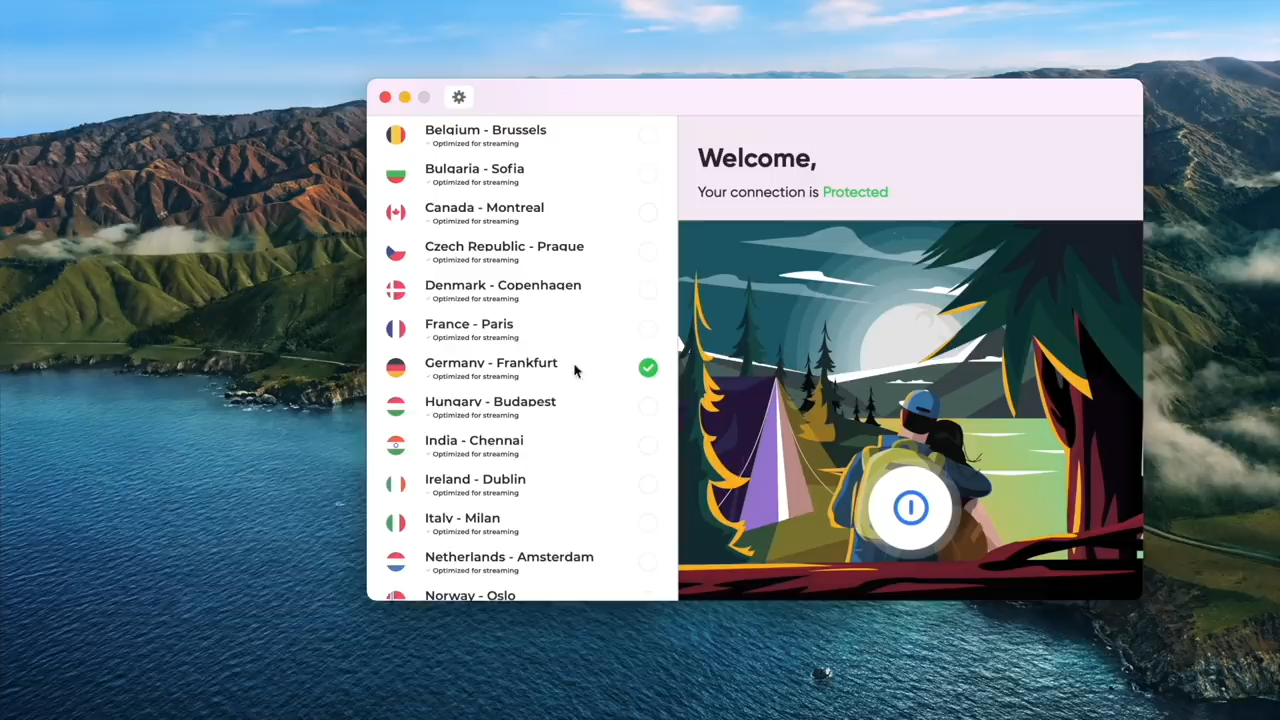 Belgium - Brussels
Optimized for streaming
Bulgaria - Sofia
Optimized for streaming
Canada - Montreal
Optimized for streaming
Czech Republic - Prague
Optimized for streaming
Denmark - Copenhagen
Optimized for streaming
France - Paris
Optimized for streaming
Germany - Frankfurt
Optimized for streaming
Hungary - Budapest
Optimized for streaming
India - Chennai
Optimized for streaming
Ireland - Dublin
Optimized for streaming
Italy - Milan
Optimized for streaming
Netherlands - Amsterdam
Optimized for streaming
Norway - Oslo
Welcome,
Your connection is Protected